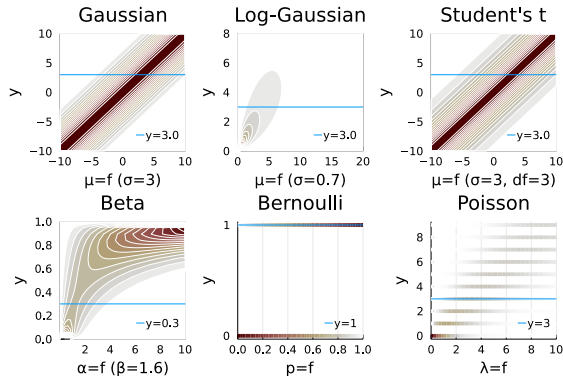 Gaussian
Log-Gaussian
Student's t
10
5
0
−5
−10
y
y=3.0
−10 −5 0 5 10
μ=f (σ=3)
8
6
4
2
0
y
y=3.0
0 5 10 15 20
μ=f (σ=0.7)
10
5
0
−5
−10
y
y=3.0
−10 −5 0 5 10
μ=f (σ=3, df=3)
Beta
Bernoulli
Poisson
1.0
0.8
0.6
0.4
0.2
0.0
y
y=0.3
2 4 6 8 10
α=f (β=1.6)
1
0
y
y=1
0.0 0.2 0.4 0.6 0.8 1.0
p=f
8
6
4
2
0
y
y=3
0 2 4 6 8 10
λ=f